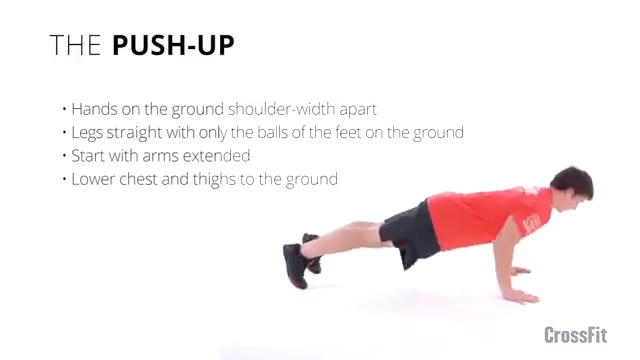 THE PUSH-UP
• Hands on the ground shoulder-width apart
• Legs straight with only the balls of the feet on the ground
• Start with arms extended
• Lower chest and thighs to the ground
CrossFit